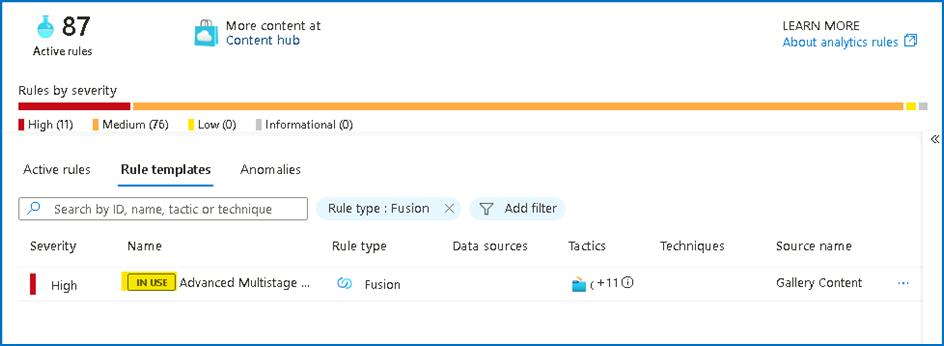 87
Active rules
More content at
Content hub
LEARN MORE
About analytics rules
Rules by severity
High (11) Medium (76) Low (0) Informational (0)
Active rules Rule templates Anomalies
Search by ID, name, tactic or technique Rule type : Fusion Add filter
Severity Name Rule type Data sources Tactics Techniques Source name
High IN USE Advanced Multistage ... Fusion (+11 Gallery Content ...